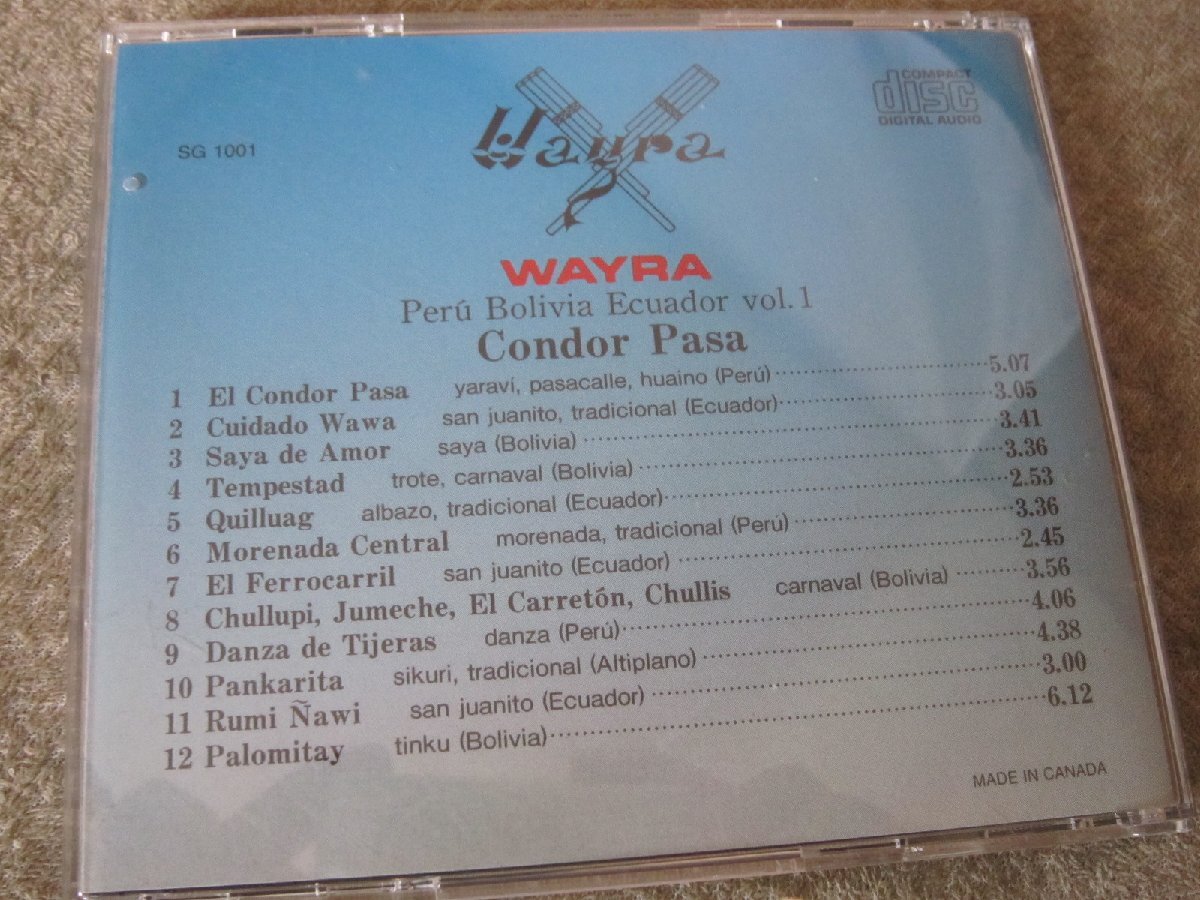 COMPACT
disc
DIGITAL AUDIO
SG 1001
Wayra
WAYRA
Perú Bolivia Ecuador vol.1
Condor Pasa
1 El Condor Pasa yaraví, pasacalle, huaino (Perú) 5.07
2 Cuidado Wawa san juanito, tradicional (Ecuador) 3.05
3 Saya de Amor saya (Bolivia) 3.41
4 Tempestad trote, carnaval (Bolivia) 3.36
5 Quilluag albazo, tradicional (Ecuador) 2.53
6 Morenada Central morenada, tradicional (Perú) 3.36
7 El Ferrocarril san juanito (Ecuador) 2.45
8 Chullupi, Jumeche, El Carretón, Chullis carnaval (Bolivia) 3.56
9 Danza de Tijeras danza (Perú) 4.06
10 Pankarita sikuri, tradicional (Altiplano) 4.38
11 Rumi Ñawi san juanito (Ecuador) 3.00
12 Palomitay tinku (Bolivia) 6.12
MADE IN CANADA